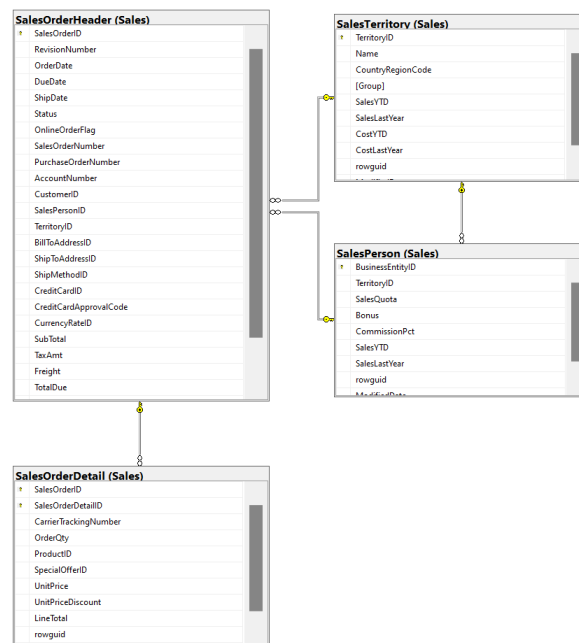 SalesOrderHeader (Sales)
SalesOrderID
RevisionNumber
OrderDate
DueDate
ShipDate
Status
OnlineOrderFlag
SalesOrderNumber
PurchaseOrderNumber
AccountNumber
CustomerID
SalesPersonID
TerritoryID
BillToAddressID
ShipToAddressID
ShipMethodID
CreditCardID
CreditCardApprovalCode
CurrencyRateID
SubTotal
TaxAmt
Freight
TotalDue
SalesTerritory (Sales)
TerritoryID
Name
CountryRegionCode
[Group]
SalesYTD
SalesLastYear
CostYTD
CostLastYear
rowguid
SalesPerson (Sales)
BusinessEntityID
TerritoryID
SalesQuota
Bonus
CommissionPct
SalesYTD
SalesLastYear
rowguid
ModifiedDate
SalesOrderDetail (Sales)
SalesOrderID
SalesOrderDetailID
CarrierTrackingNumber
OrderQty
ProductID
SpecialOfferID
UnitPrice
UnitPriceDiscount
LineTotal
rowguid